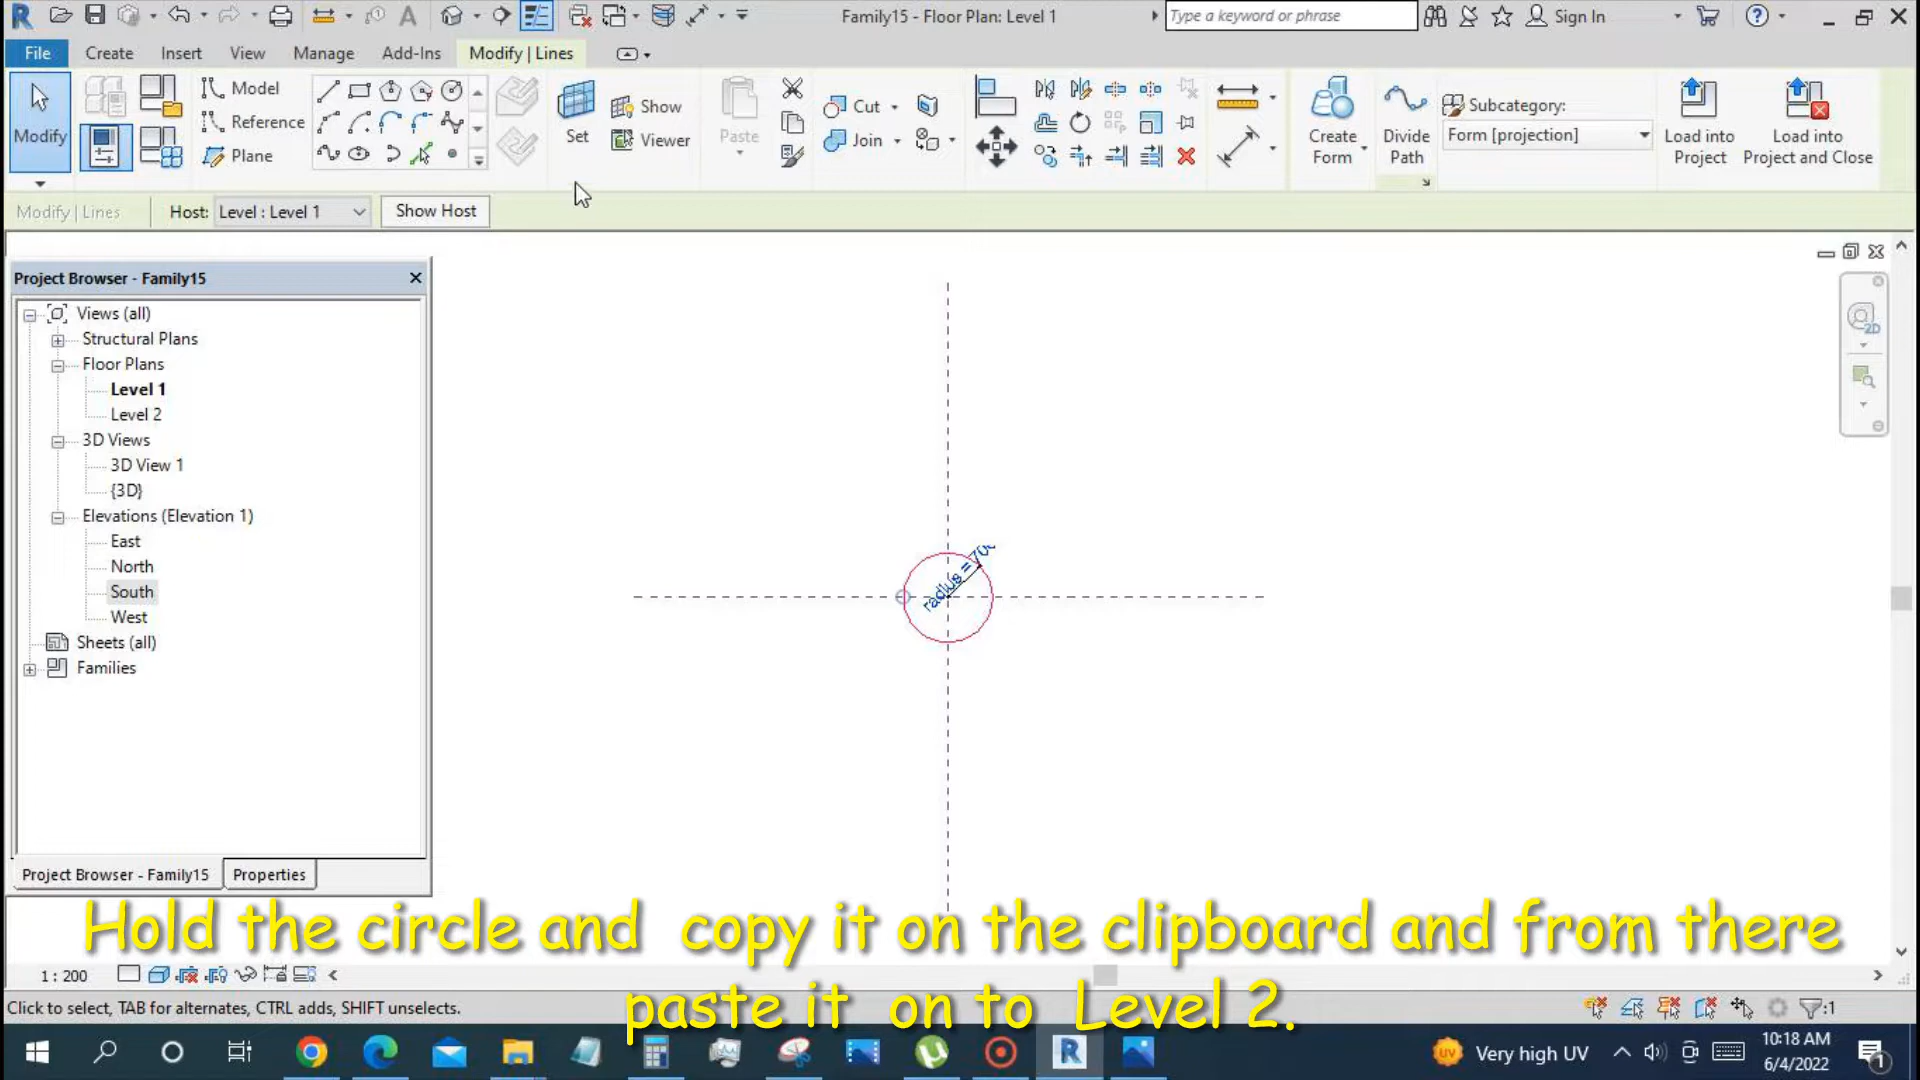 Family15 - Floor Plan: Level 1
Type a keyword or phrase
Sign In
File Create Insert View Manage Add-Ins Modify | Lines
Modify
Model
Reference
Plane
Set
Show
Viewer
Paste
Cut
Join
Create Form
Divide Path
Subcategory:
Form [projection]
Load into Project
Load into Project and Close
Modify | Lines
Host: Level : Level 1
Show Host
Project Browser - Family15
Views (all)
Structural Plans
Floor Plans
Level 1
Level 2
3D Views
3D View 1
{3D}
Elevations (Elevation 1)
East
North
South
West
Sheets (all)
Families
Project Browser - Family15 Properties
radius =
2D
Hold the circle and copy it on the clipboard and from there
paste it on to Level 2.
1 : 200
Click to select, TAB for alternates, CTRL adds, SHIFT unselects.
:1
Very high UV
10:18 AM
6/4/2022
1